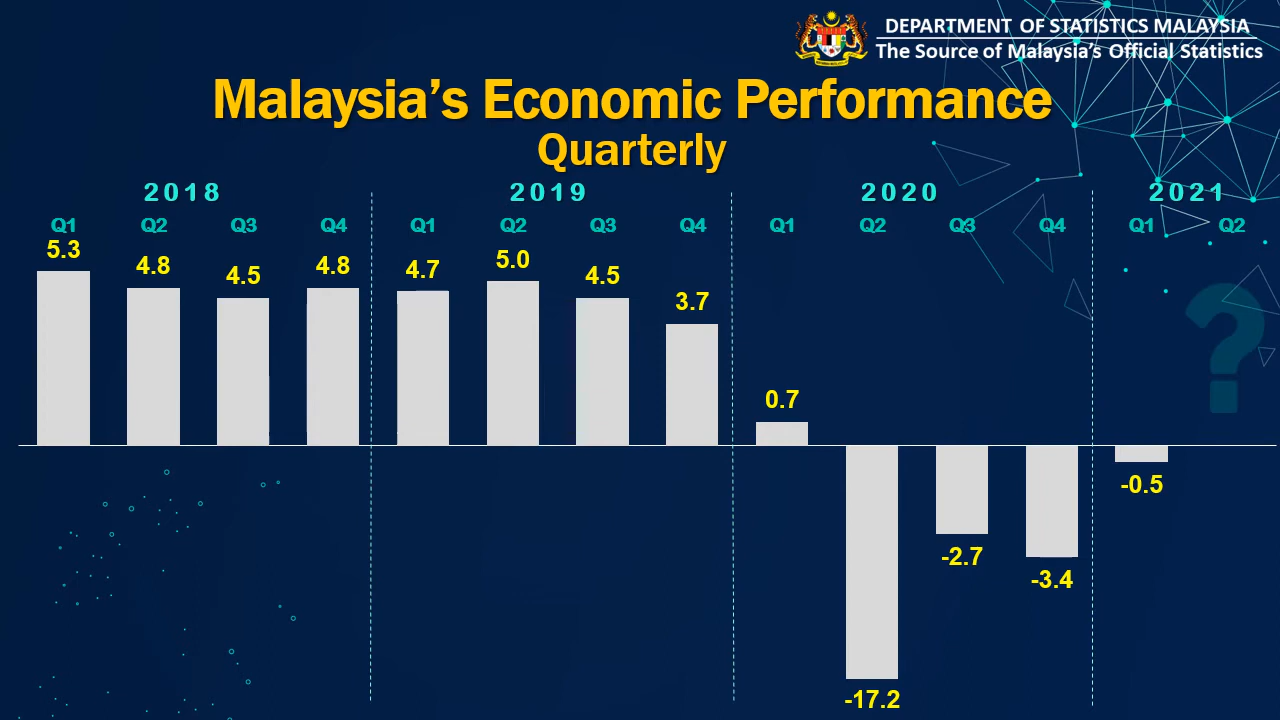 DEPARTMENT OF STATISTICS MALAYSIA
The Source of Malaysia's Official Statistics
Malaysia's Economic Performance
Quarterly
2018 2019 2020 2021
Q1 Q2 Q3 Q4 Q1 Q2 Q3 Q4 Q1 Q2 Q3 Q4 Q1 Q2
5.3 4.8 4.5 4.8 4.7 5.0 4.5 3.7 0.7 -17.2 -2.7 -3.4 -0.5 ?